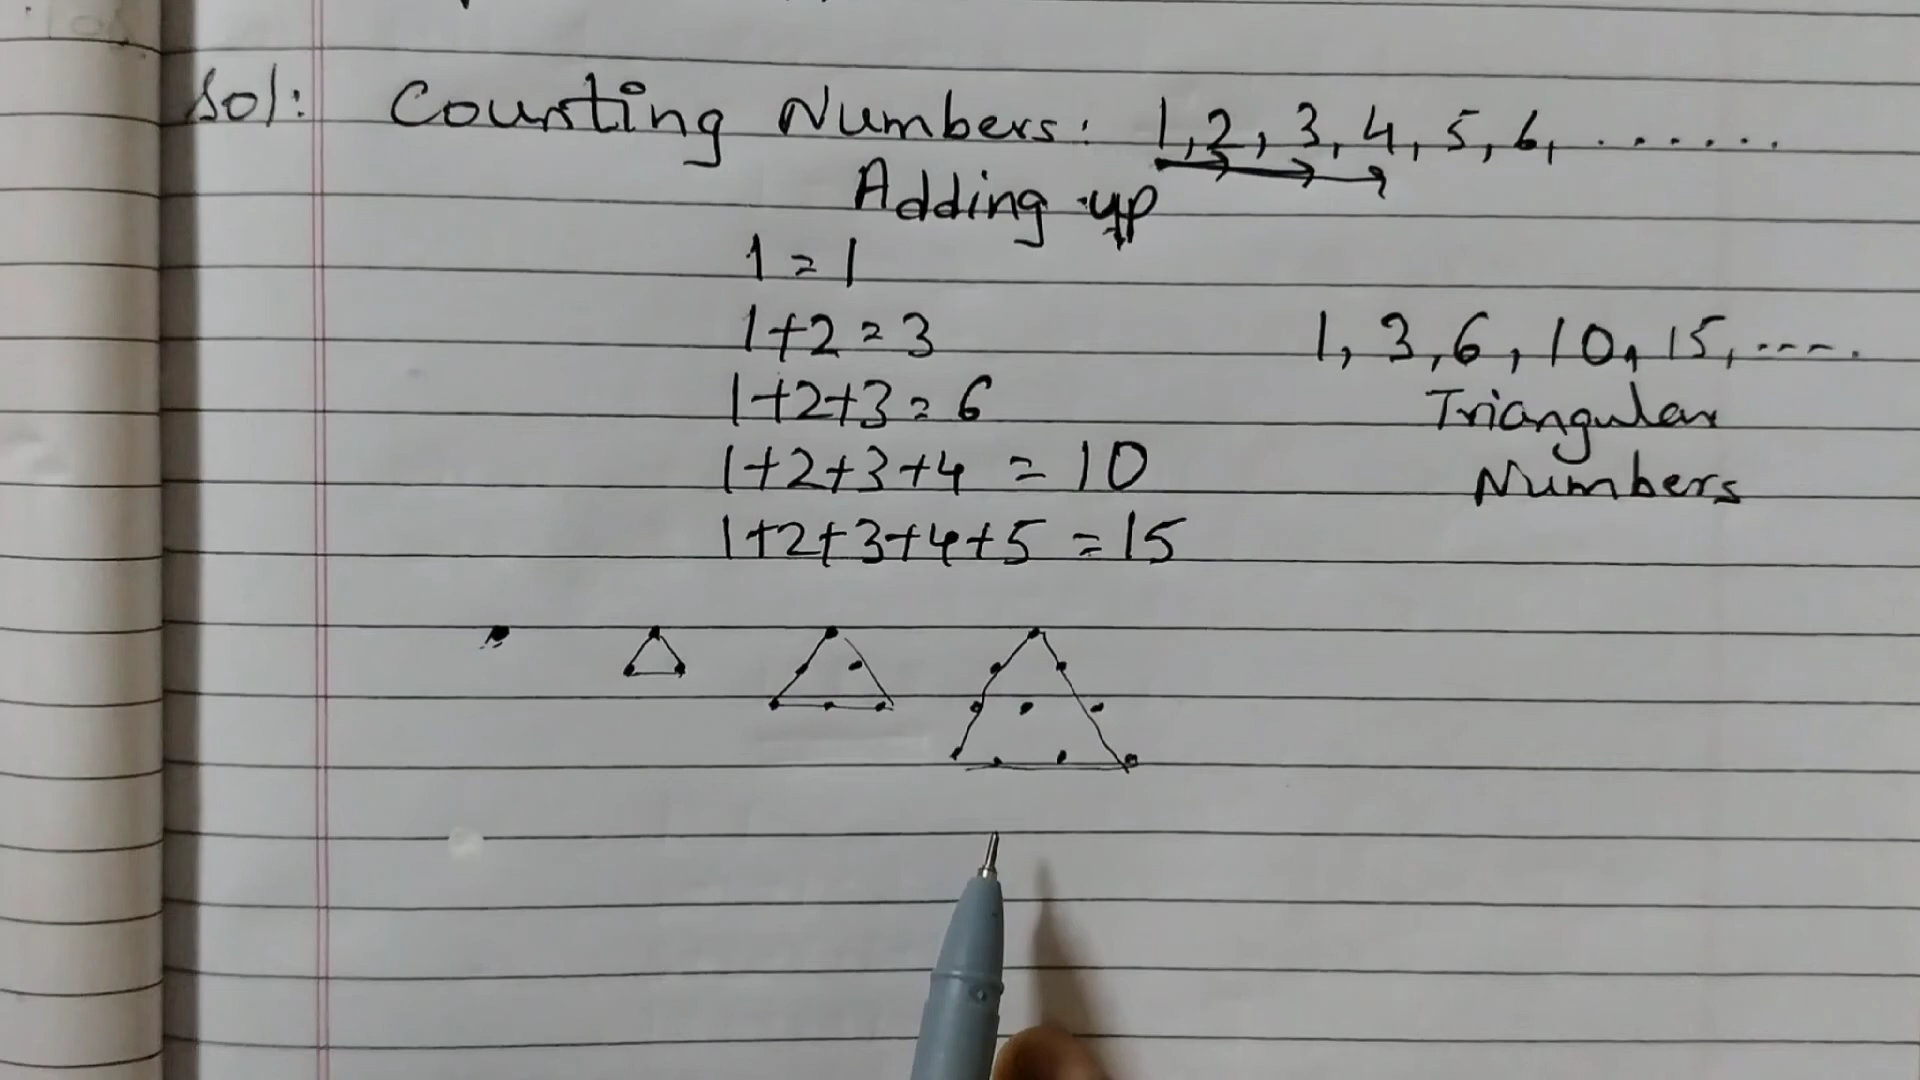 Sol: Counting Numbers: 1, 2, 3, 4, 5, 6, ......
Adding up
1 = 1
1+2 = 3
1+2+3 = 6
1+2+3+4 = 10
1+2+3+4+5 = 15
1, 3, 6, 10, 15, ----.
Triangular
Numbers